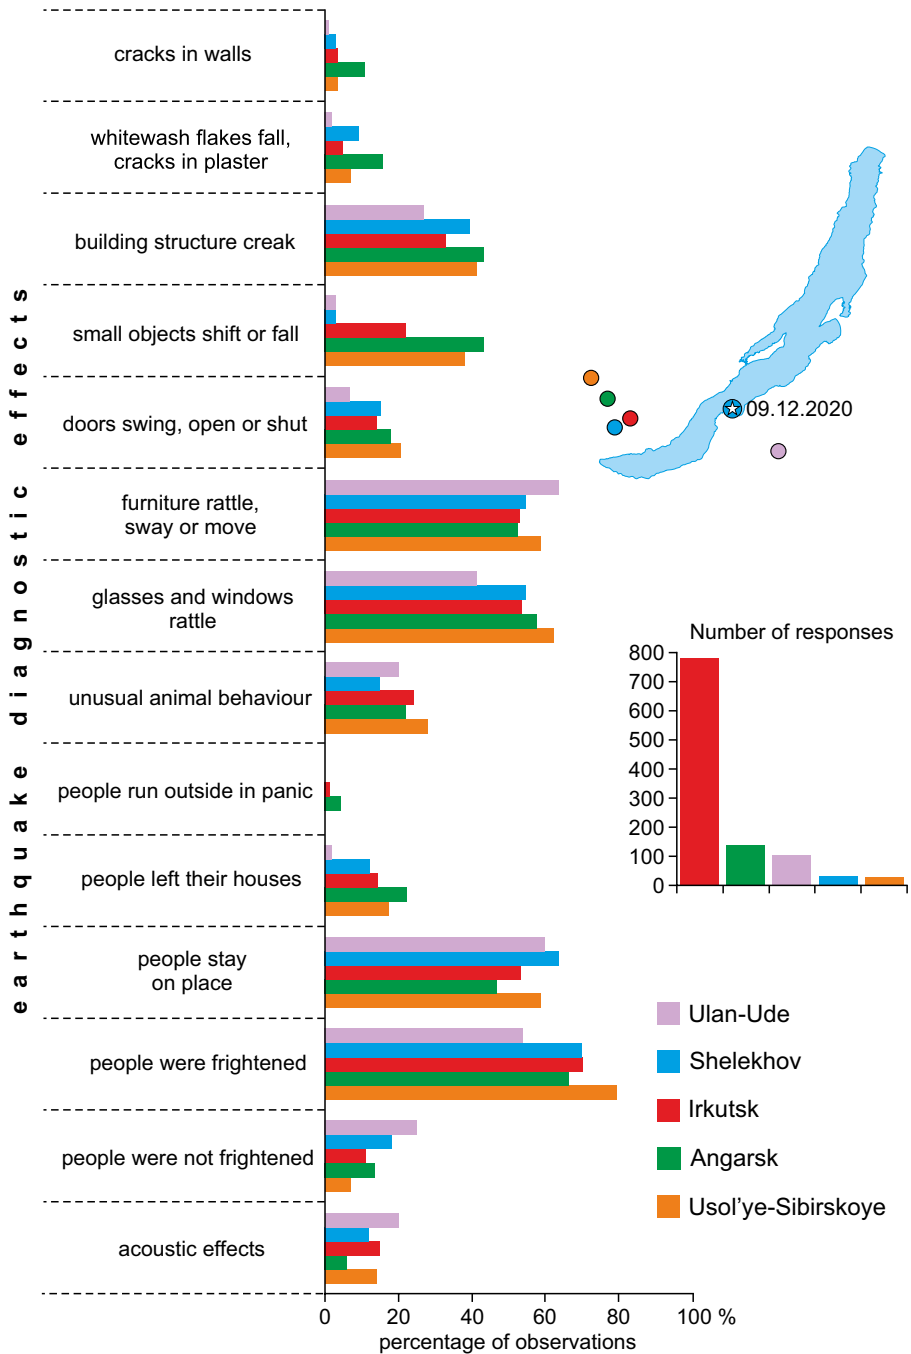 earthquake diagnostic effects
cracks in walls
whitewash flakes fall,
cracks in plaster
building structure creak
small objects shift or fall
doors swing, open or shut
furniture rattle,
sway or move
glasses and windows
rattle
unusual animal behaviour
people run outside in panic
people left their houses
people stay
on place
people were frightened
people were not frightened
acoustic effects
0 20 40 60 80 100 %
percentage of observations
09.12.2020
Number of responses
800
700
600
500
400
300
200
100
0
Ulan-Ude
Shelekhov
Irkutsk
Angarsk
Usol'ye-Sibirskoye